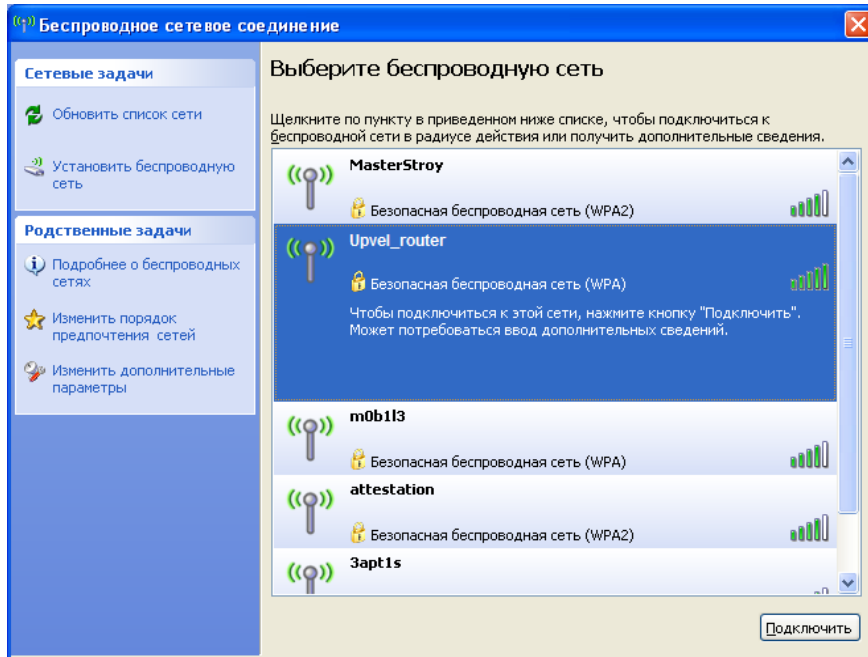 Беспроводное сетевое соединение
Сетевые задачи
Обновить список сети
Установить беспроводную
сеть
Родственные задачи
Подробнее о беспроводных
сетях
Изменить порядок
предпочтения сетей
Изменить дополнительные
параметры
Выберите беспроводную сеть
Щелкните по пункту в приведенном ниже списке, чтобы подключиться к
беспроводной сети в радиусе действия или получить дополнительные сведения.
MasterStroy
Безопасная беспроводная сеть (WPA2)
Upvel_router
Безопасная беспроводная сеть (WPA)
Чтобы подключиться к этой сети, нажмите кнопку "Подключить".
Может потребоваться ввод дополнительных сведений.
m0b1l3
Безопасная беспроводная сеть (WPA)
attestation
Безопасная беспроводная сеть (WPA2)
3apt1s
Подключить